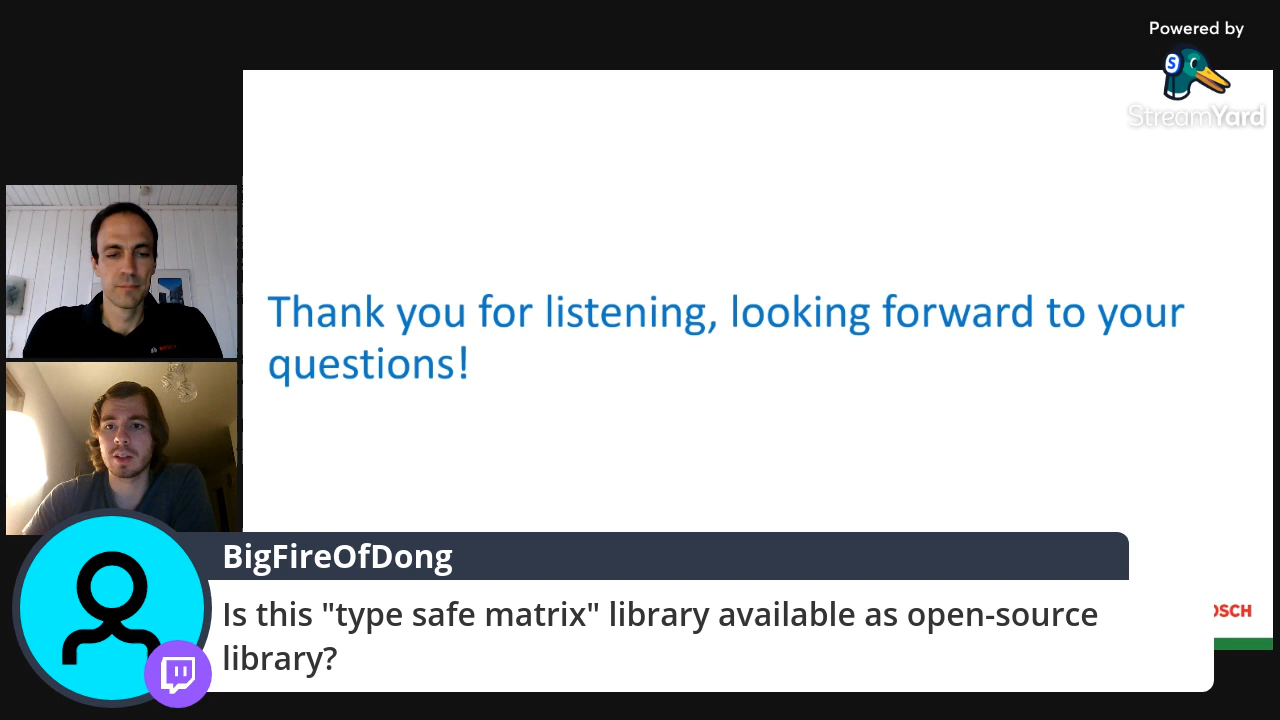 Powered by
StreamYard
Thank you for listening, looking forward to your
questions!
BigFireOfDong
Is this "type safe matrix" library available as open-source
library?